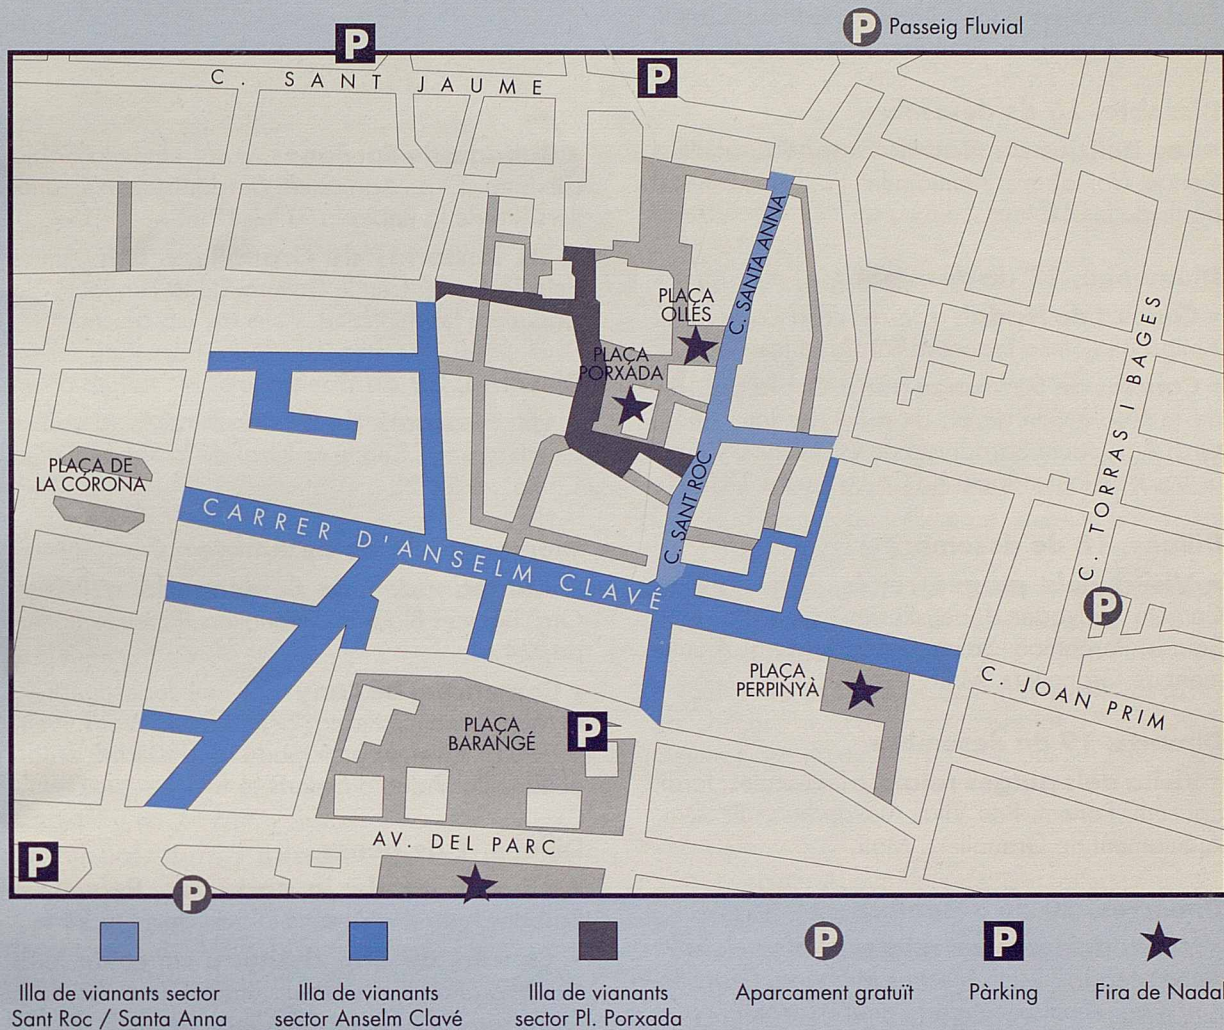 P Passeig Fluvial
P
P
C. SANT JAUME
C. SANTA ANNA
PLAÇA
OLLÉS
PLAÇA
PORXADA
C. TORRAS I BAGES
PLAÇA DE
LA CORONA
C. SANT ROC
CARRER D'ANSELM CLAVÉ
P
PLAÇA
PERPINYÀ
C. JOAN PRIM
PLAÇA
BARANGÉ
P
AV. DEL PARC
P
P
P
P
Illa de vianants sector
Sant Roc / Santa Anna
Illa de vianants
sector Anselm Clavé
Illa de vianants
sector Pl. Porxada
Aparcament gratuït
Pàrking
Fira de Nadal